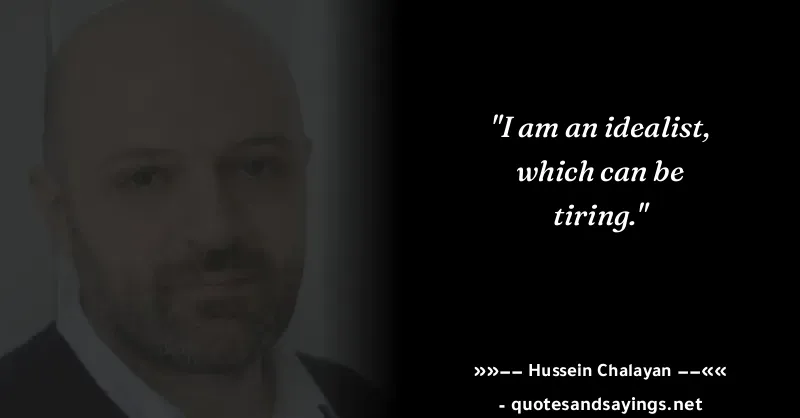 "I am an idealist,
which can be
tiring."
»»–– Hussein Chalayan ––««
- quotesandsayings.net